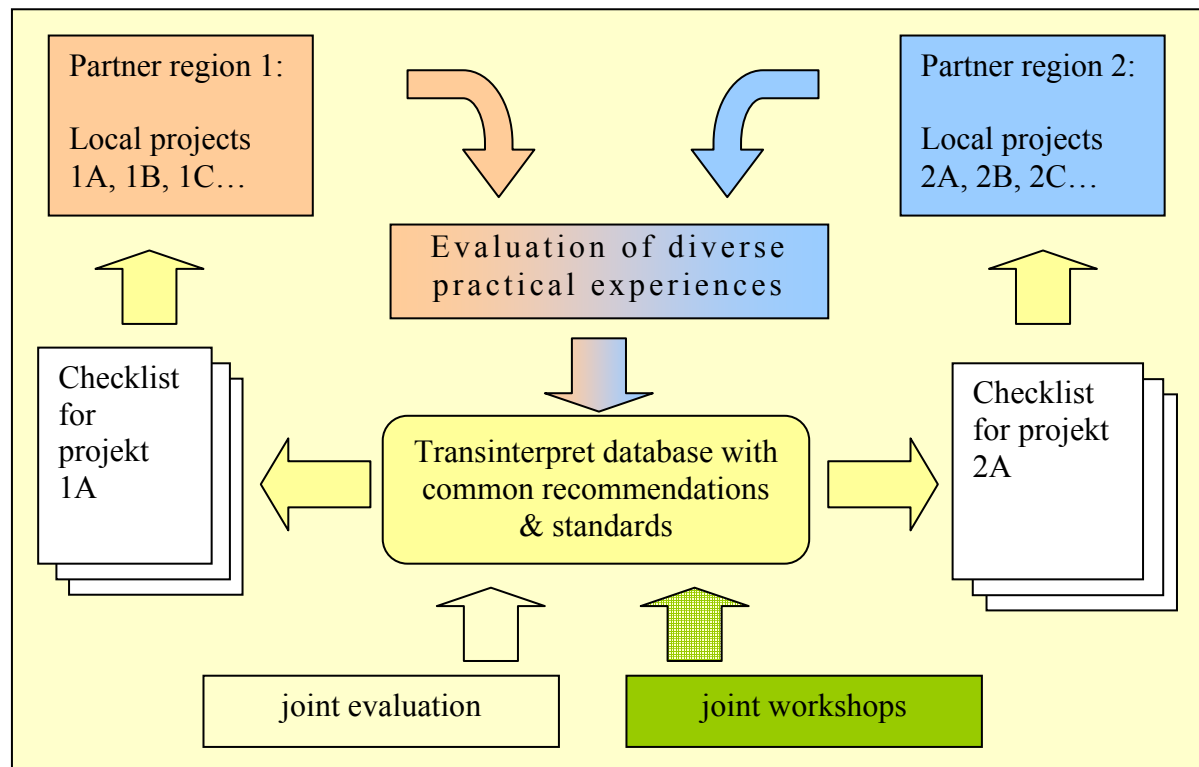 Partner region 1:
Local projects
1A, 1B, 1C…
Partner region 2:
Local projects
2A, 2B, 2C…
Evaluation of diverse
practical experiences
Checklist
for
projekt
1A
Transinterpret database with
common recommendations
& standards
Checklist
for projekt
2A
joint evaluation
joint workshops